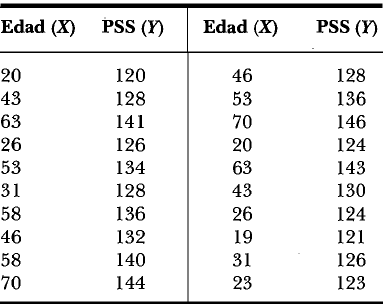 Edad (X) PSS (Y) Edad (X) PSS (Y)
20 120 46 128
43 128 53 136
63 141 70 146
26 126 20 124
53 134 63 143
31 128 43 130
58 136 26 124
46 132 19 121
58 140 31 126
70 144 23 123